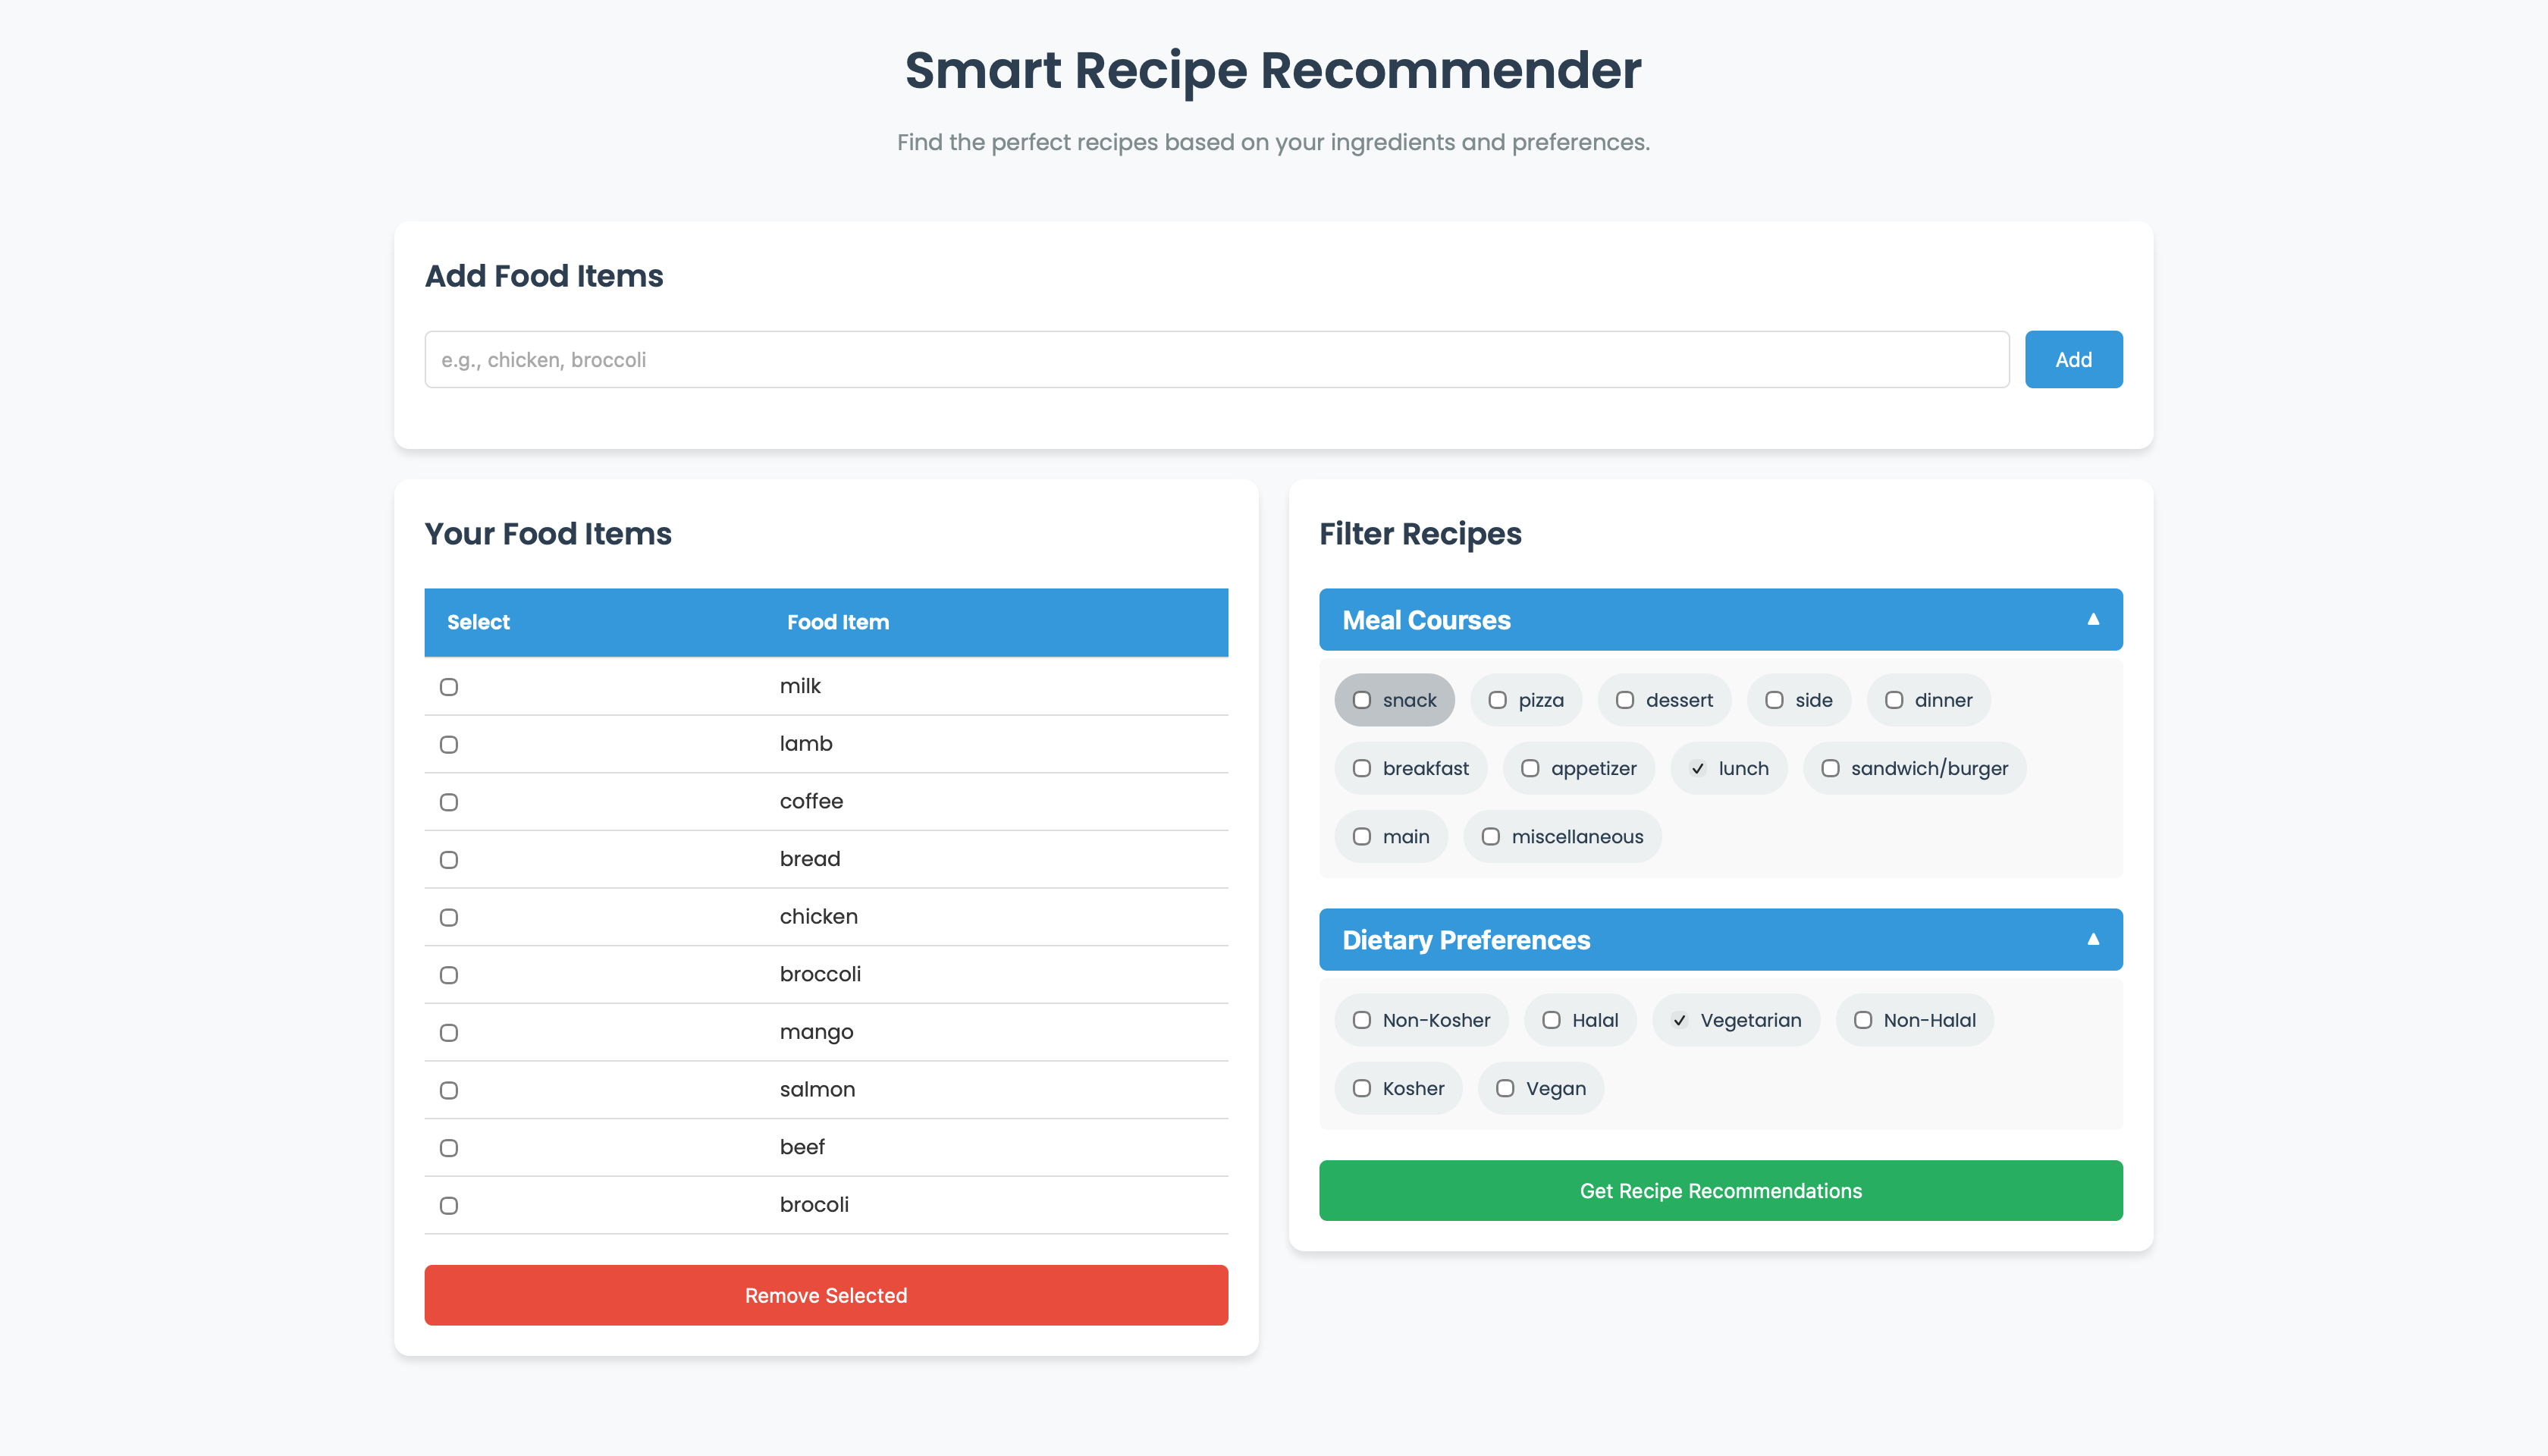 Smart Recipe Recommender
Find the perfect recipes based on your ingredients and preferences.
Add Food Items
e.g., chicken, broccoli
Add
Your Food Items
Select Food Item
milk
lamb
coffee
bread
chicken
broccoli
mango
salmon
beef
brocoli
Remove Selected
Filter Recipes
Meal Courses ▲
snack pizza dessert side dinner
breakfast appetizer lunch sandwich/burger
main miscellaneous
Dietary Preferences ▲
Non-Kosher Halal Vegetarian Non-Halal
Kosher Vegan
Get Recipe Recommendations